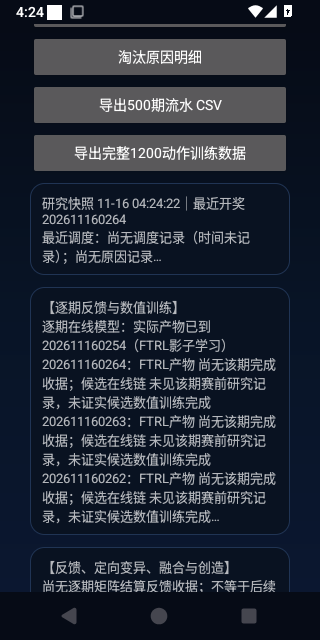 4:24
淘汰原因明细
导出500期流水 CSV
导出完整1200动作训练数据
研究快照 11-16 04:24:22｜最近开奖
202611160264
最近调度：尚无调度记录（时间未记
录）；尚无原因记录…
【逐期反馈与数值训练】
逐期在线模型：实际产物已到
202611160254（FTRL影子学习）
202611160264：FTRL产物 尚无该期完成
收据；候选在线链 未见该期赛前研究记
录，未证实候选数值训练完成
202611160263：FTRL产物 尚无该期完成
收据；候选在线链 未见该期赛前研究记
录，未证实候选数值训练完成
202611160262：FTRL产物 尚无该期完成
收据；候选在线链 未见该期赛前研究记
录，未证实候选数值训练完成…
【反馈、定向变异、融合与创造】
尚无逐期矩阵结算反馈收据；不等于后续